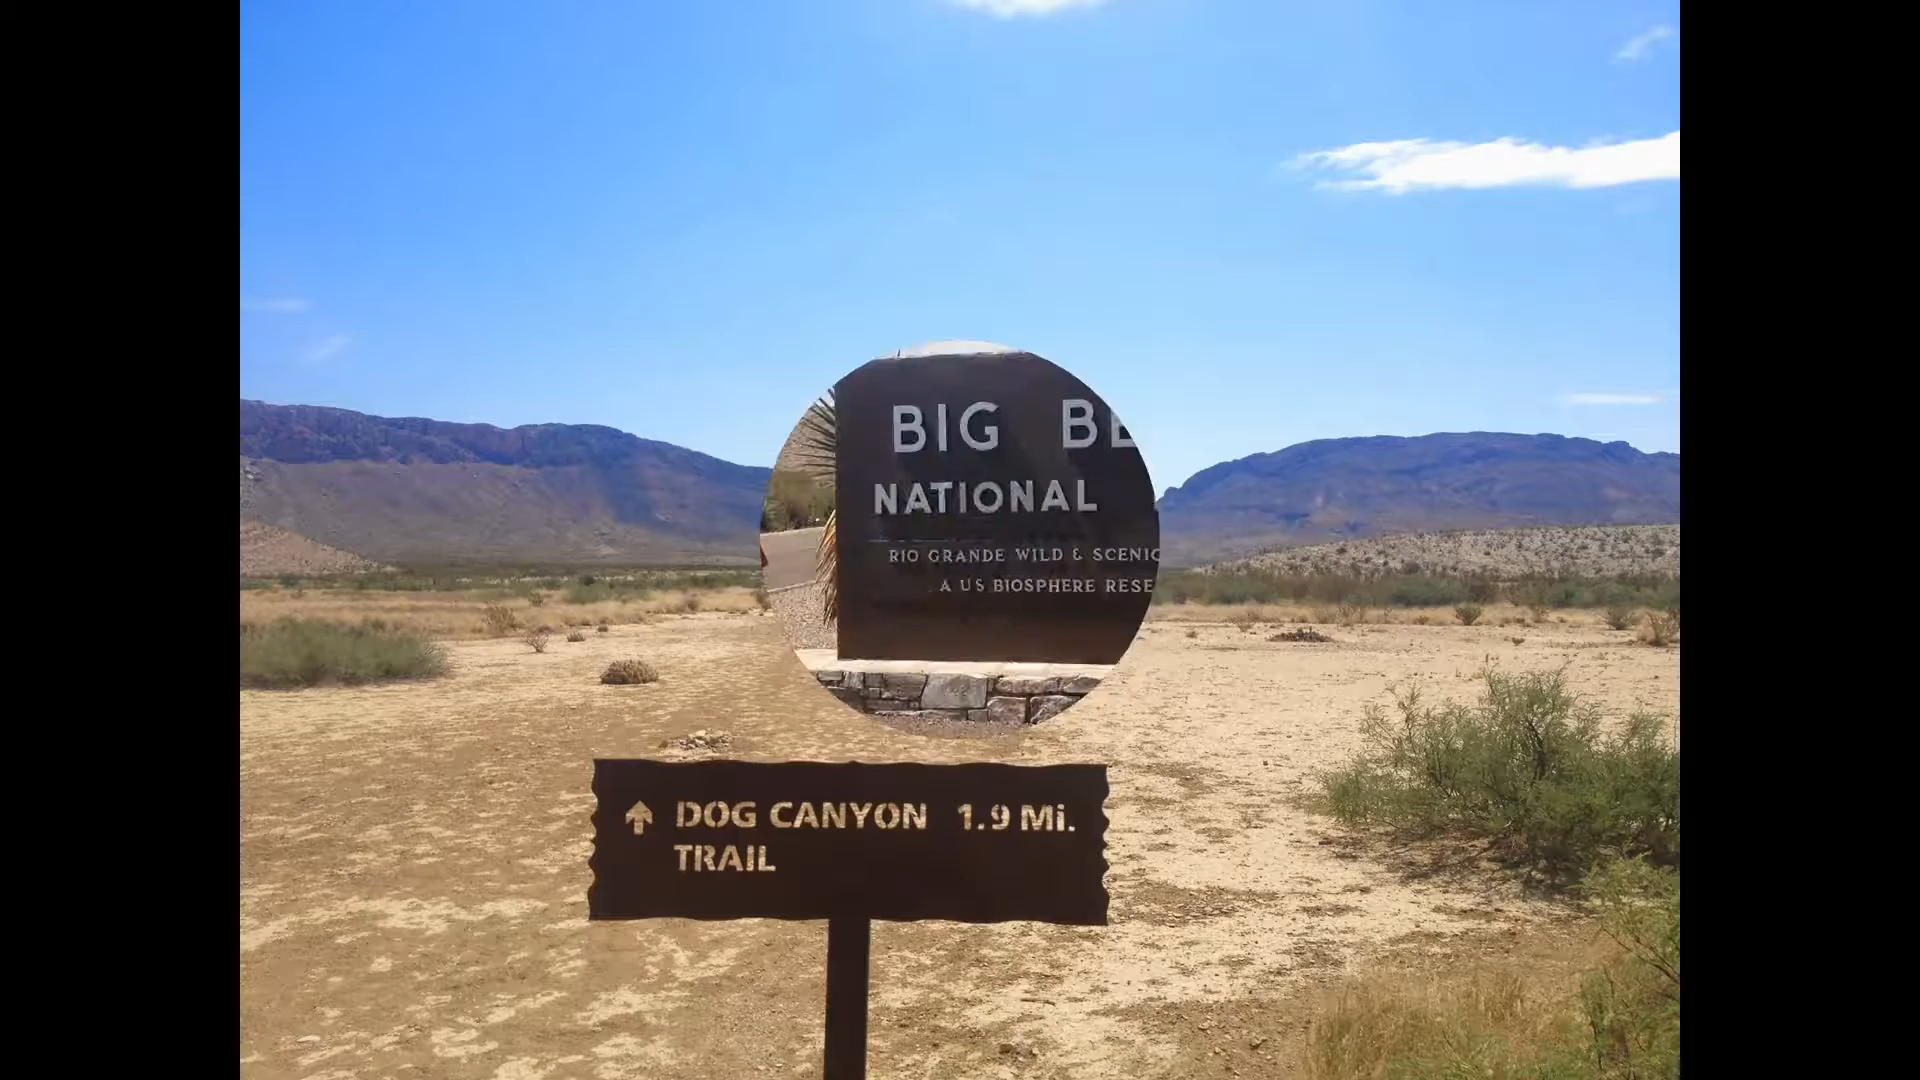 BIG BE
NATIONAL
RIO GRANDE WILD & SCENIC
A US BIOSPHERE RESE
DOG CANYON 1.9 Mi.
TRAIL